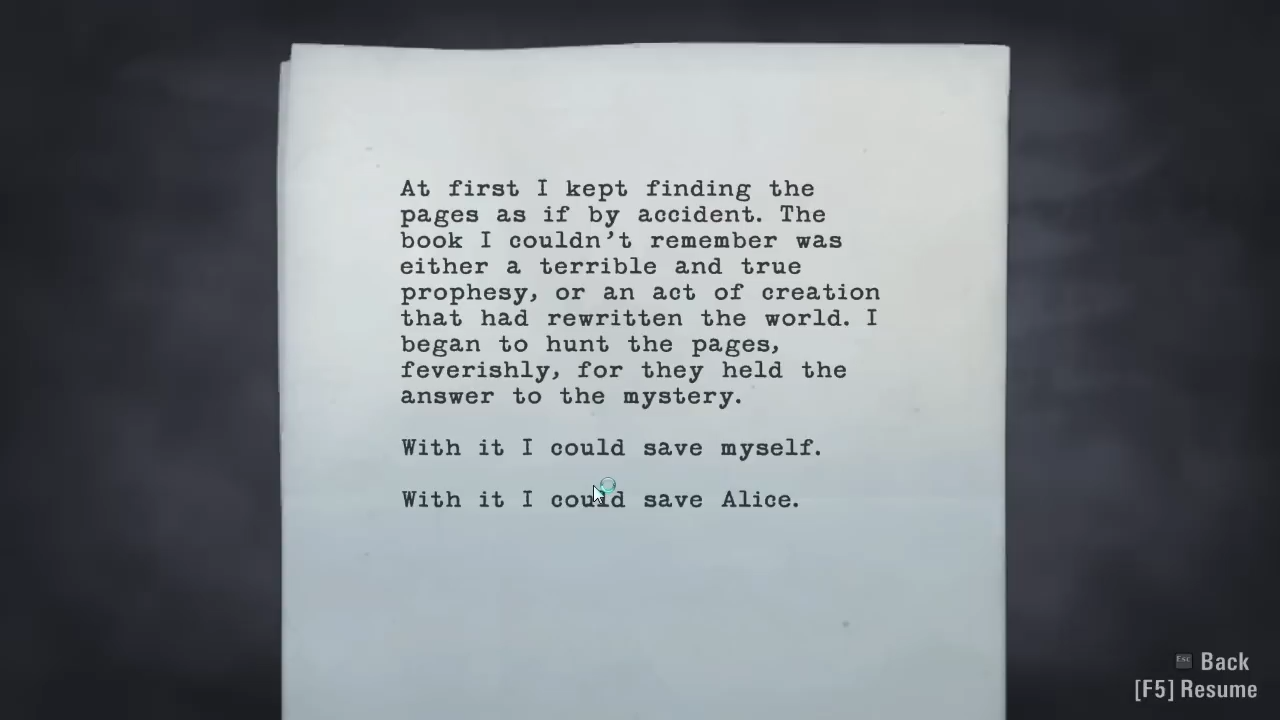 At first I kept finding the
pages as if by accident. The
book I couldn't remember was
either a terrible and true
prophesy, or an act of creation
that had rewritten the world. I
began to hunt the pages,
feverishly, for they held the
answer to the mystery.
With it I could save myself.
With it I could save Alice.
Esc Back
[F5] Resume